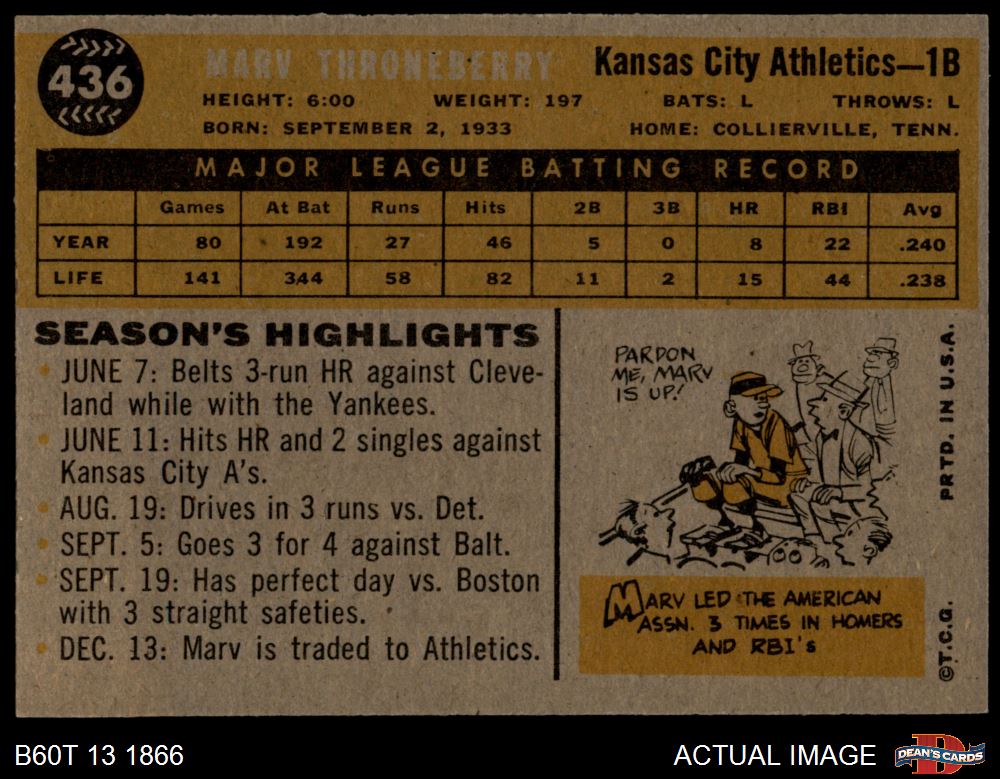 436
MARV THRONEBERRY
Kansas City Athletics—1B
HEIGHT: 6:00 WEIGHT: 197 BATS: L THROWS: L
BORN: SEPTEMBER 2, 1933 HOME: COLLIERVILLE, TENN.
MAJOR LEAGUE BATTING RECORD
Games At Bat Runs Hits 2B 3B HR RBI Avg
YEAR 80 192 27 46 5 0 8 22 .240
LIFE 141 344 58 82 11 2 15 44 .238
SEASON'S HIGHLIGHTS
• JUNE 7: Belts 3-run HR against Cleve-
land while with the Yankees.
• JUNE 11: Hits HR and 2 singles against
Kansas City A's.
• AUG. 19: Drives in 3 runs vs. Det.
• SEPT. 5: Goes 3 for 4 against Balt.
• SEPT. 19: Has perfect day vs. Boston
with 3 straight safeties.
• DEC. 13: Marv is traded to Athletics.
PARDON
ME, MARV
IS UP!
MARV LED THE AMERICAN
ASSN. 3 TIMES IN HOMERS
AND RBI's
©T.C.G. PRTD. IN U.S.A.
B60T 13 1866
ACTUAL IMAGE
DEAN'S CARDS